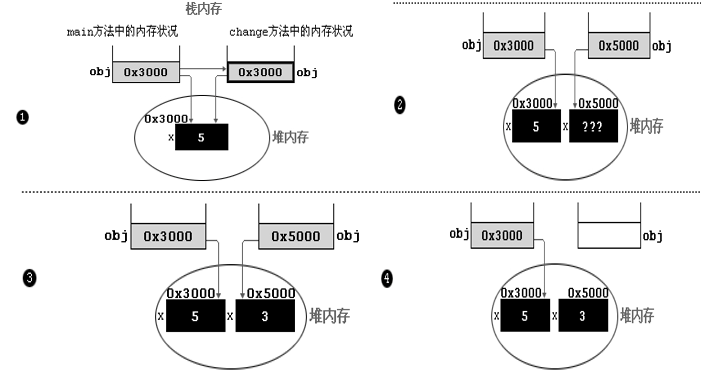 栈内存
main方法中的内存状况 change方法中的内存状况
obj 0x3000 0x3000 obj
0x3000
x 5 堆内存
❶
obj 0x3000 0x5000 obj
0x3000 0x5000
x 5 x ??? 堆内存
❷
obj 0x3000 0x5000 obj
0x3000 0x5000
x 5 x 3 堆内存
❸
obj 0x3000 obj
0x3000 0x5000
x 5 x 3 堆内存
❹